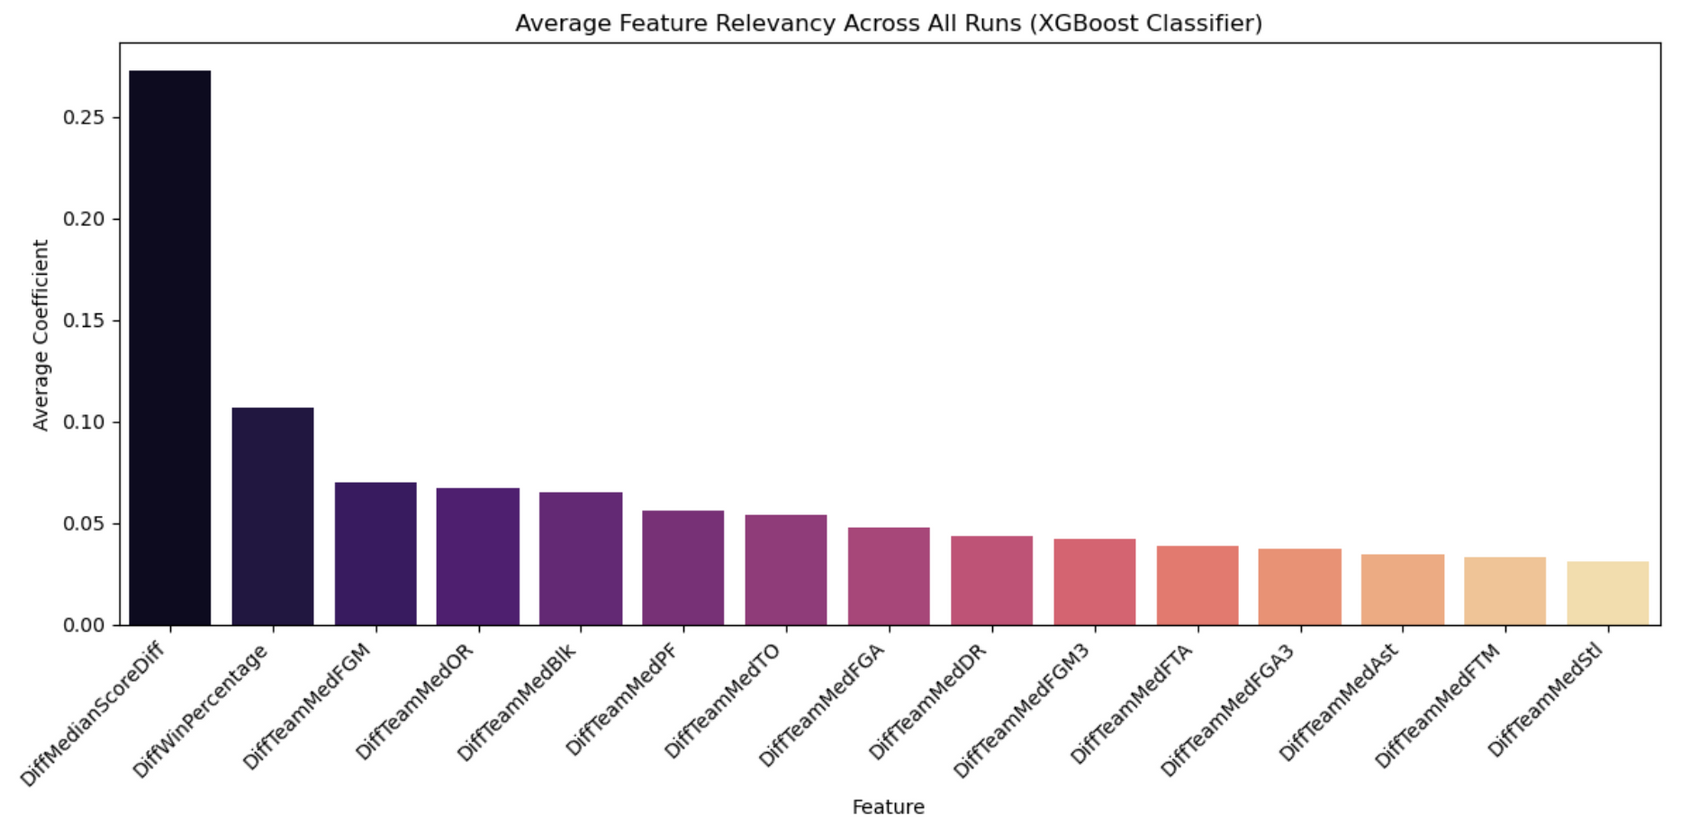 Average Feature Relevancy Across All Runs (XGBoost Classifier)
Average Coefficient
0.25
0.20
0.15
0.10
0.05
0.00
DiffMedianScoreDiff
DiffWinPercentage
DiffTeamMedFGM
DiffTeamMedOR
DiffTeamMedBlk
DiffTeamMedPF
DiffTeamMedTO
DiffTeamMedFGA
DiffTeamMedDR
DiffTeamMedFGM3
DiffTeamMedFTA
DiffTeamMedFGA3
DiffTeamMedAst
DiffTeamMedFTM
DiffTeamMedStl
Feature